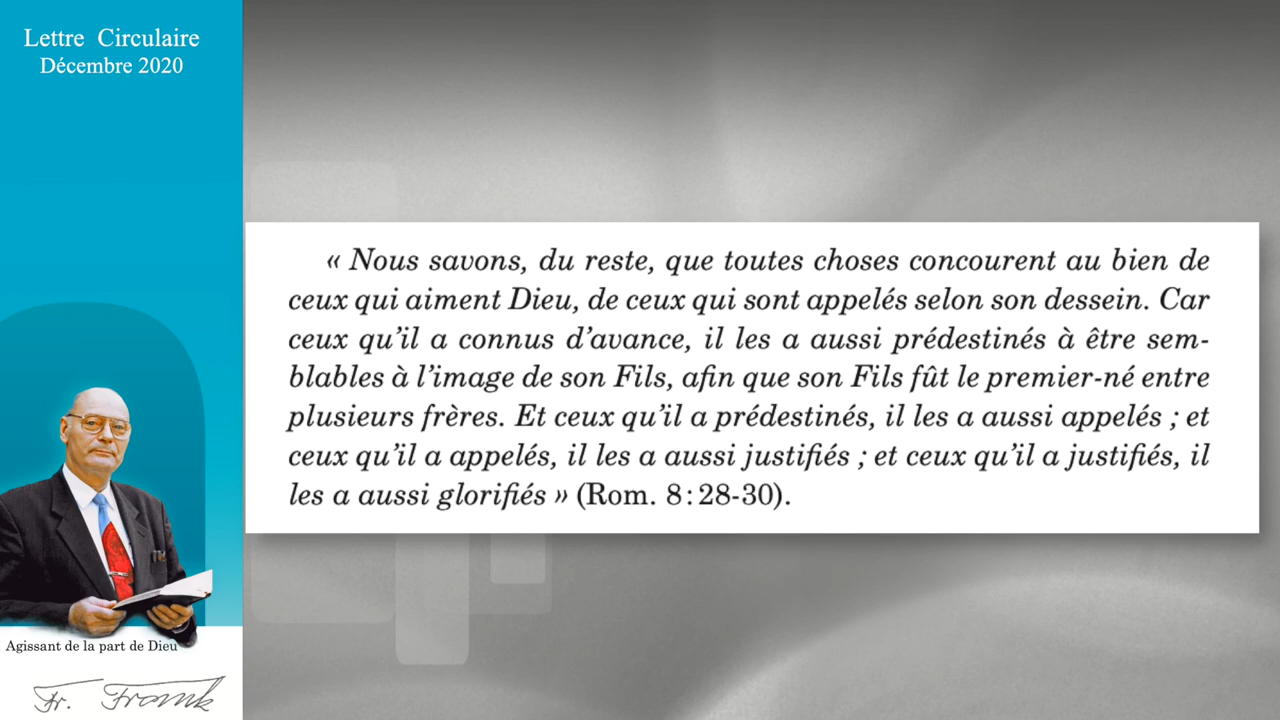 Lettre Circulaire
Décembre 2020
« Nous savons, du reste, que toutes choses concourent au bien de
ceux qui aiment Dieu, de ceux qui sont appelés selon son dessein. Car
ceux qu’il a connus d’avance, il les a aussi prédestinés à être sem-
blables à l’image de son Fils, afin que son Fils fût le premier-né entre
plusieurs frères. Et ceux qu’il a prédestinés, il les a aussi appelés ; et
ceux qu’il a appelés, il les a aussi justifiés ; et ceux qu’il a justifiés, il
les a aussi glorifiés » (Rom. 8 : 28-30).
Agissant de la part de Dieu
Fr. Frank